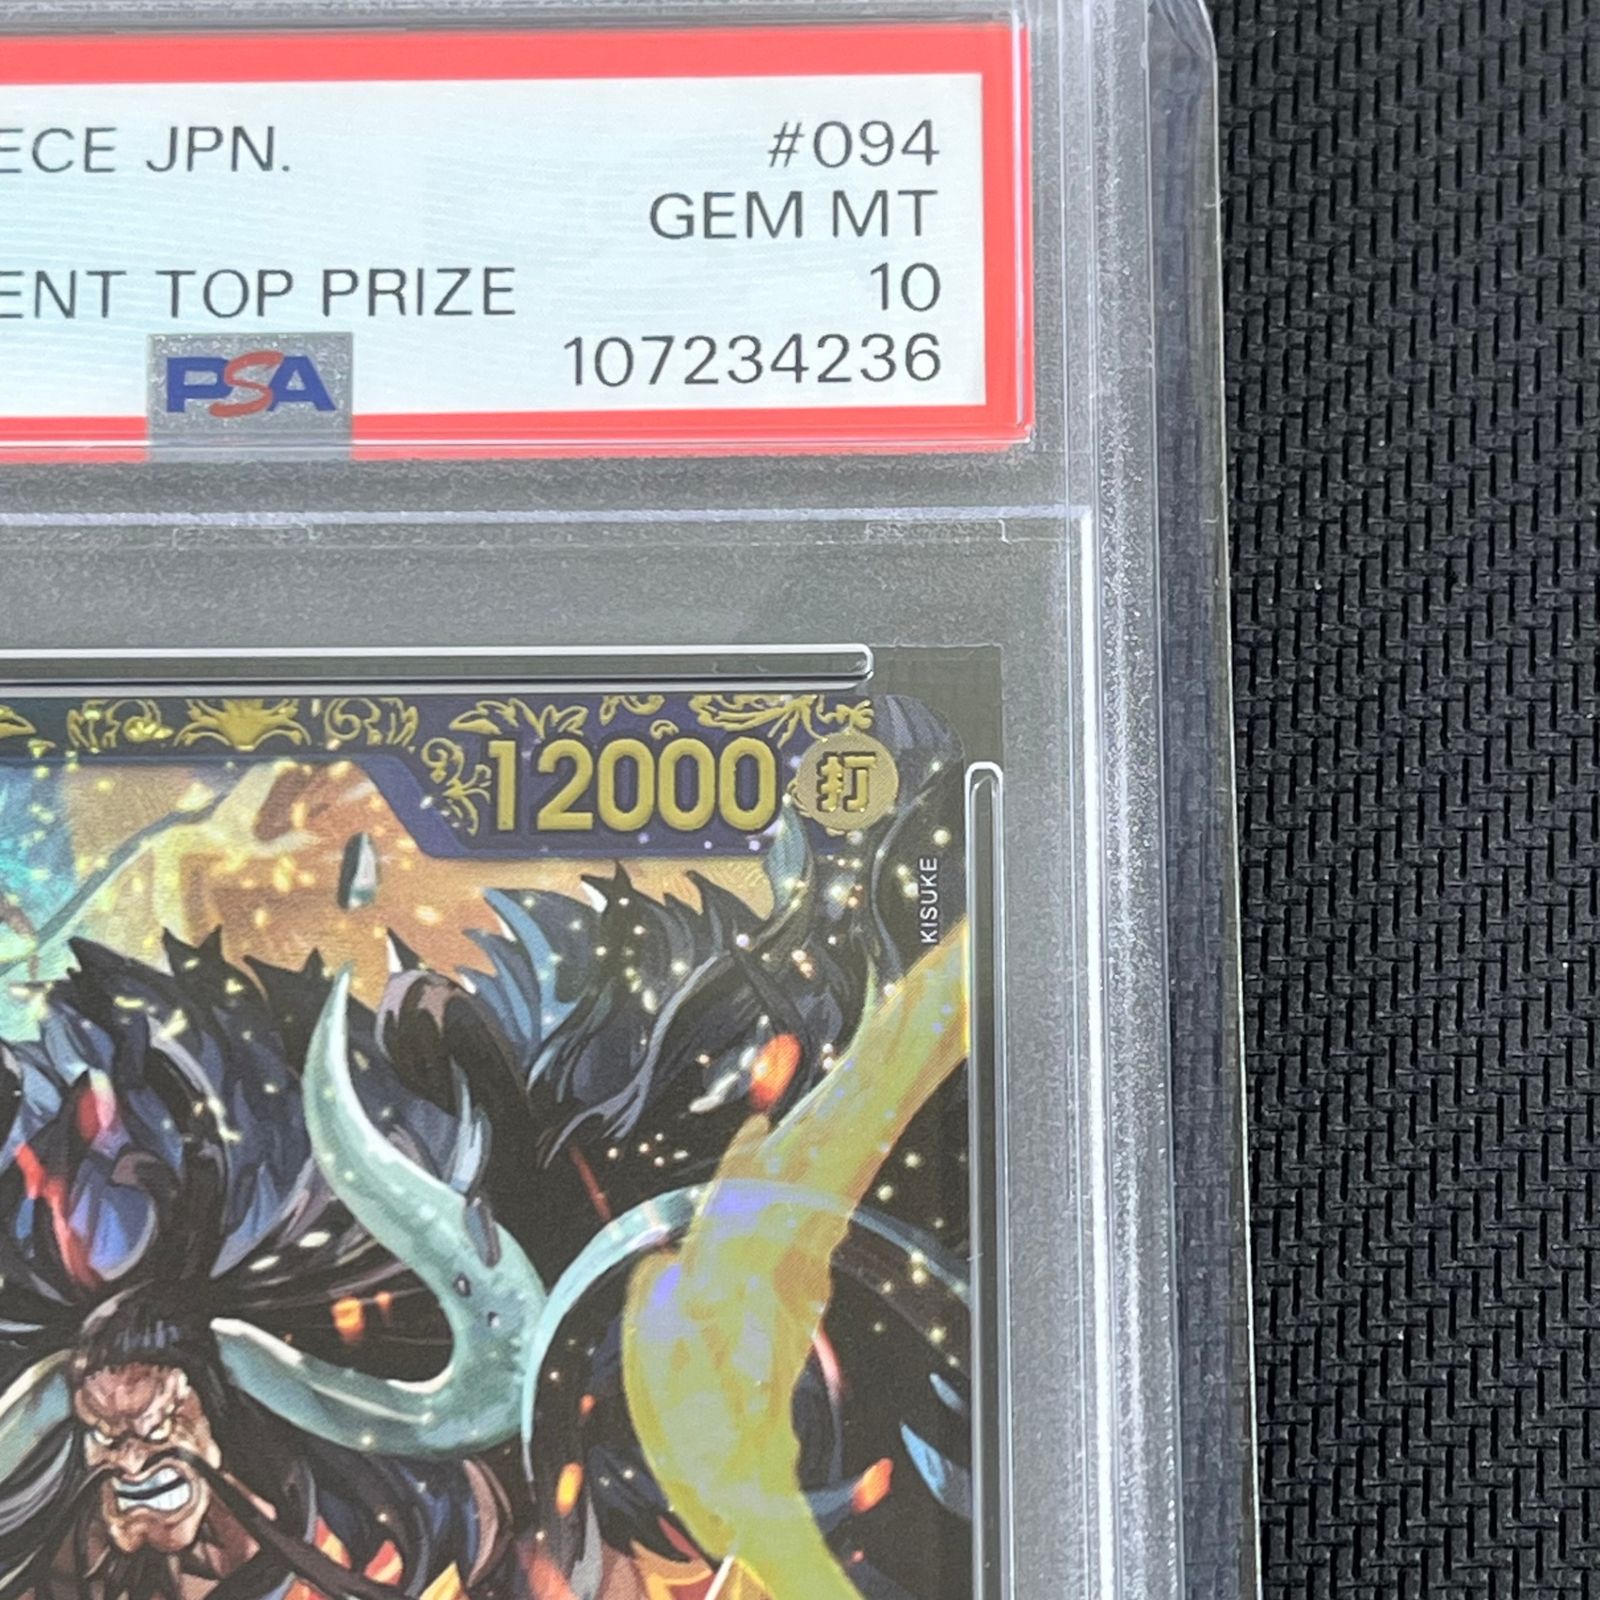 ECE JPN. #094
GEM MT
ENT TOP PRIZE 10
PSA 107234236
12000 打
KISUKE